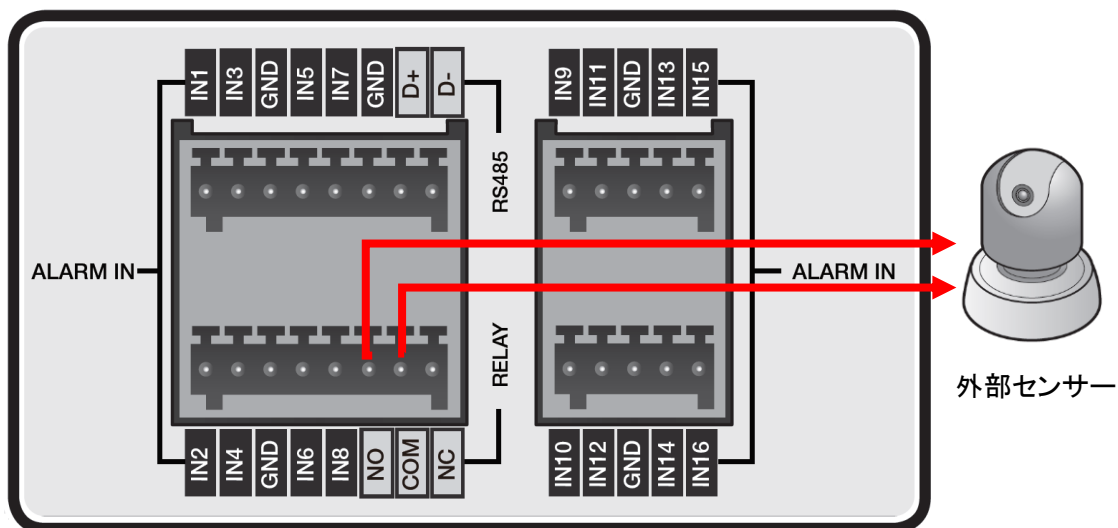 IN1 IN3 GND IN5 IN7 GND D+ D-
IN9 IN11 GND IN13 IN15
RS485
ALARM IN
ALARM IN
RELAY
外部センサー
IN2 IN4 GND IN6 IN8 NO COM NC
IN10 IN12 GND IN14 IN16